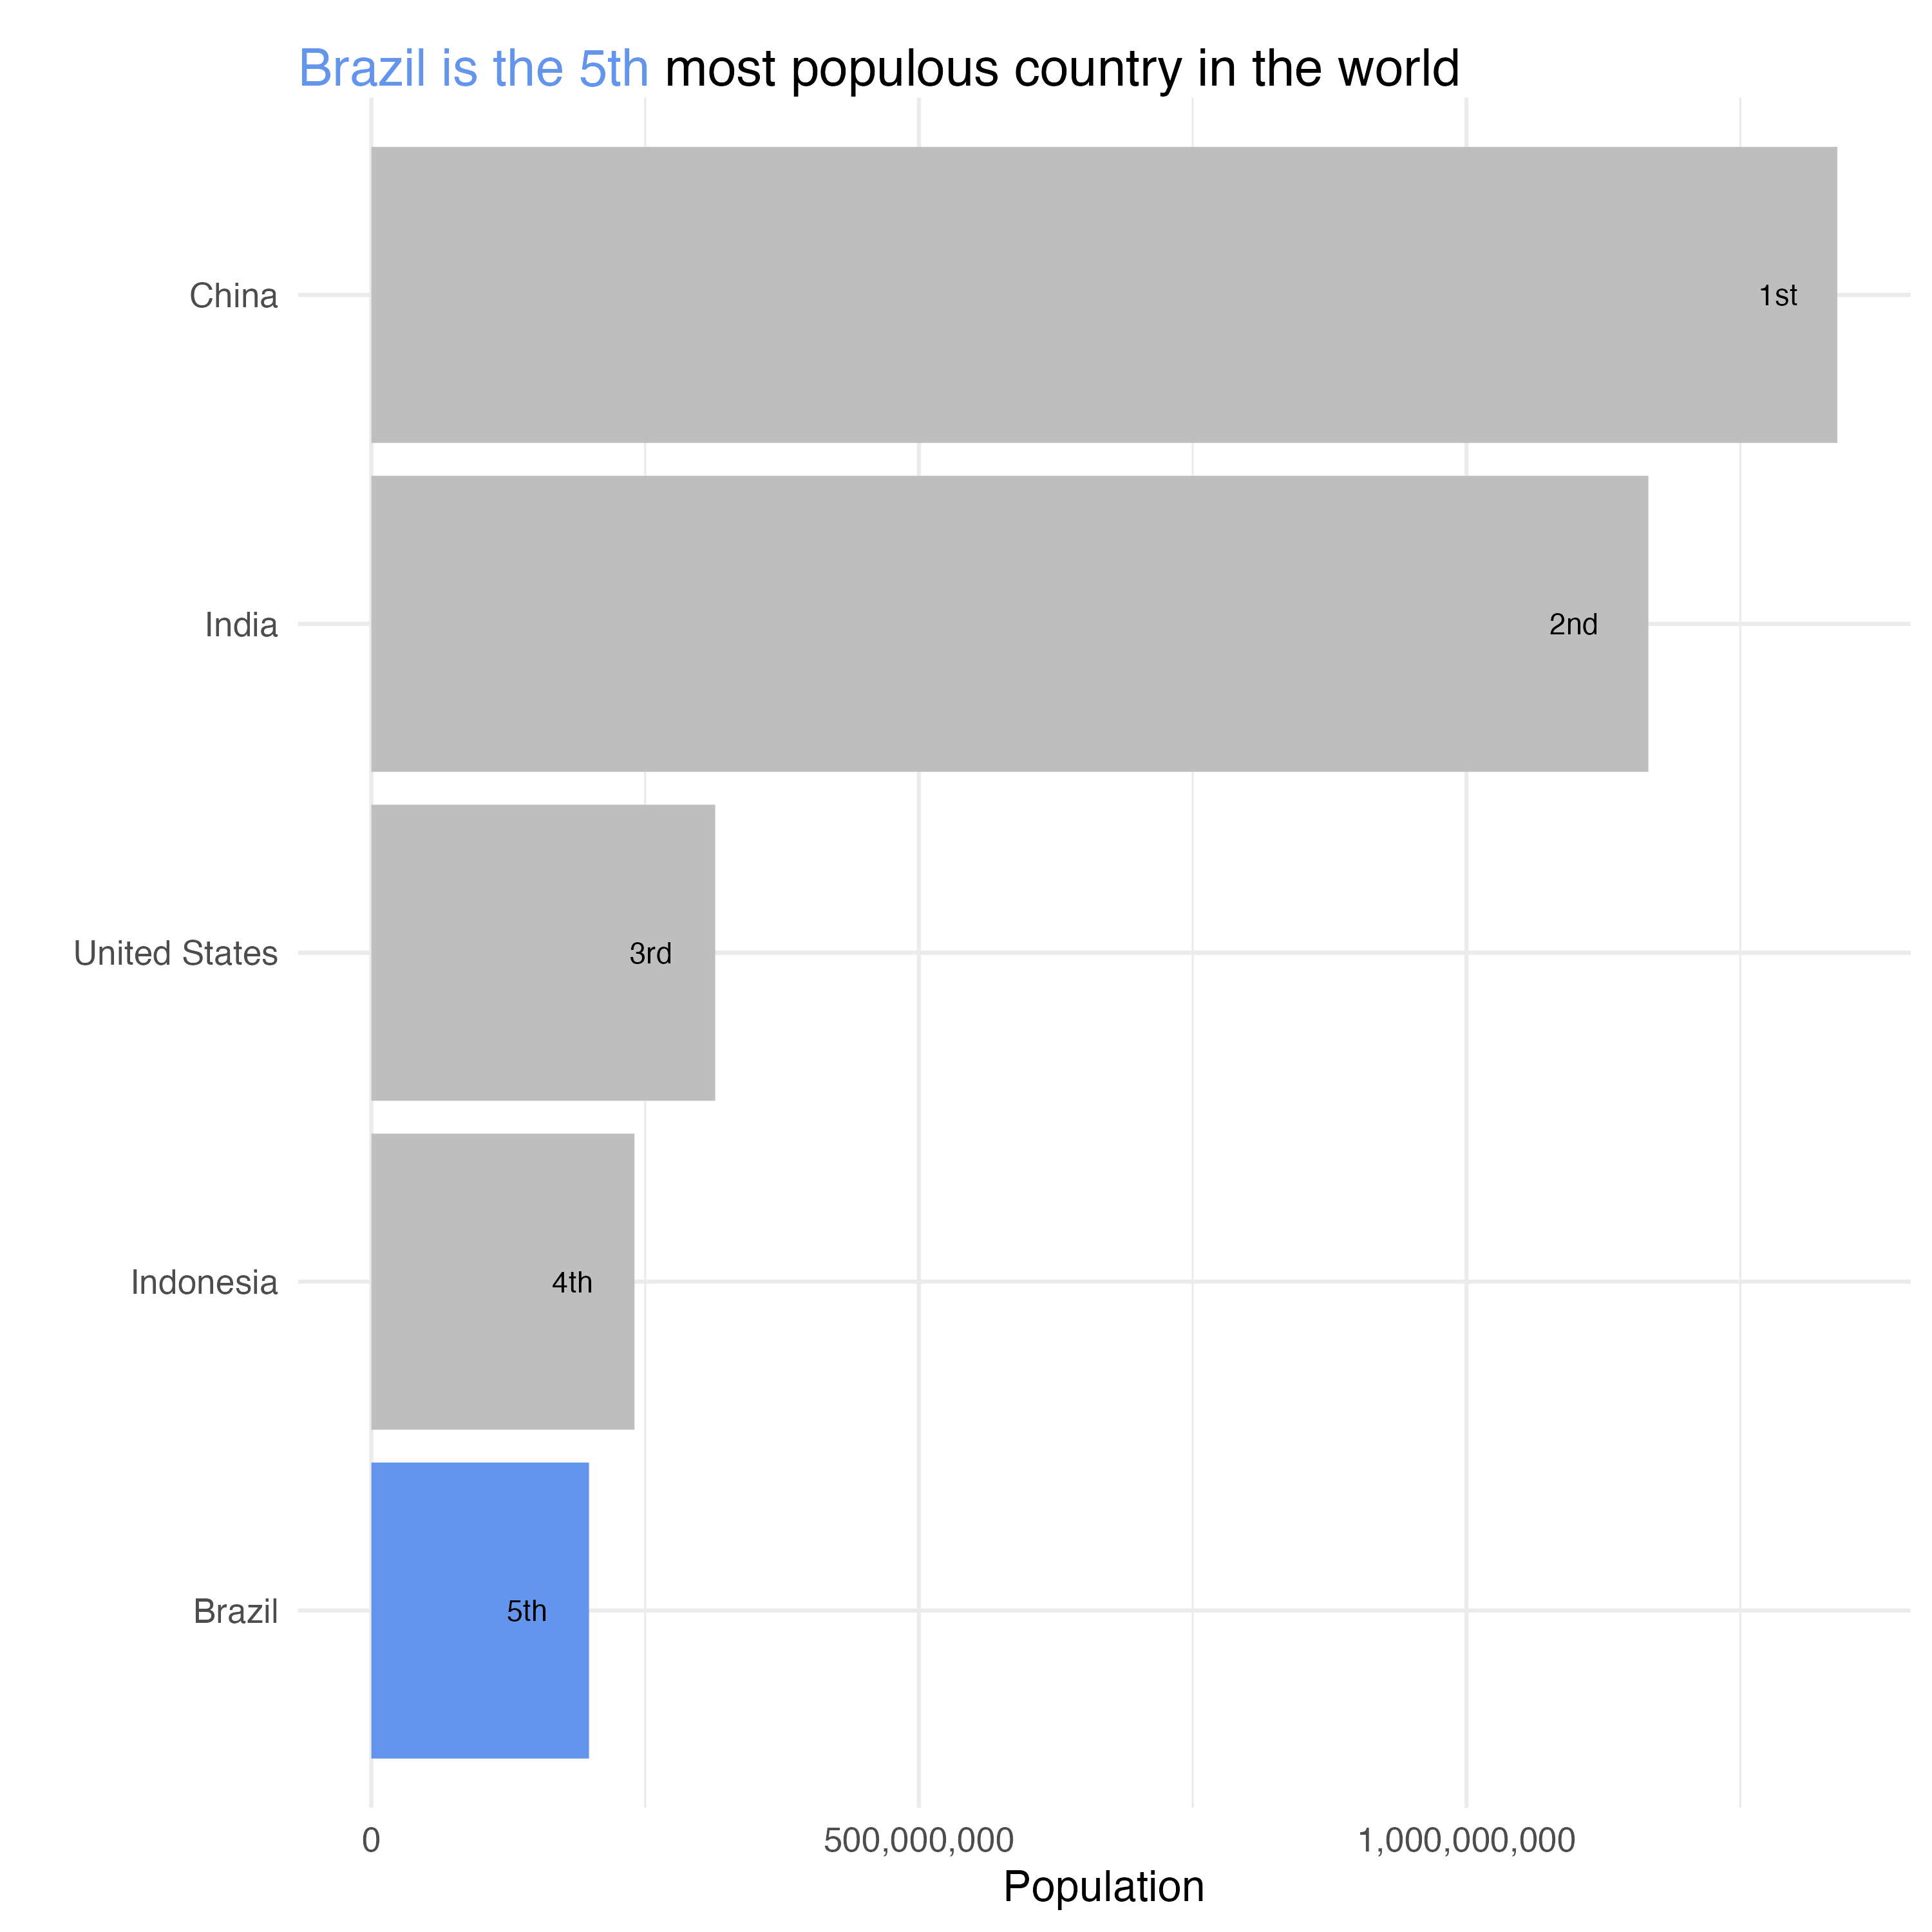 Brazil is the 5th most populous country in the world
China
1st
India
2nd
United States
3rd
Indonesia
4th
Brazil
5th
0
500,000,000
1,000,000,000
Population